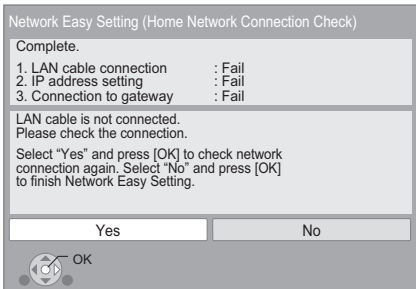 Network Easy Setting (Home Network Connection Check)
Complete.
1. LAN cable connection : Fail
2. IP address setting : Fail
3. Connection to gateway : Fail
LAN cable is not connected.
Please check the connection.
Select “Yes” and press [OK] to check network
connection again. Select “No” and press [OK]
to finish Network Easy Setting.
Yes No
OK